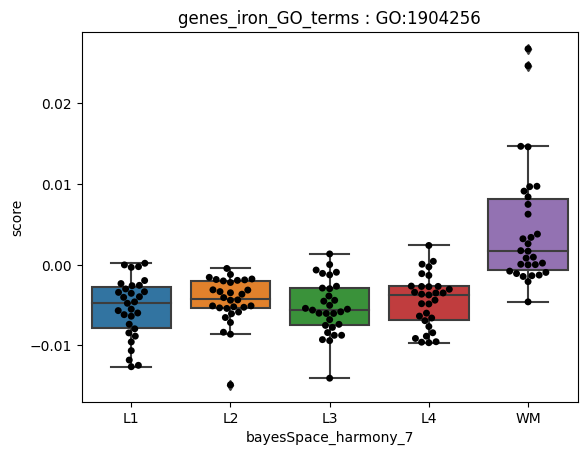 genes_iron_GO_terms : GO:1904256
score
0.02
0.01
0.00
−0.01
L1 L2 L3 L4 WM
bayesSpace_harmony_7